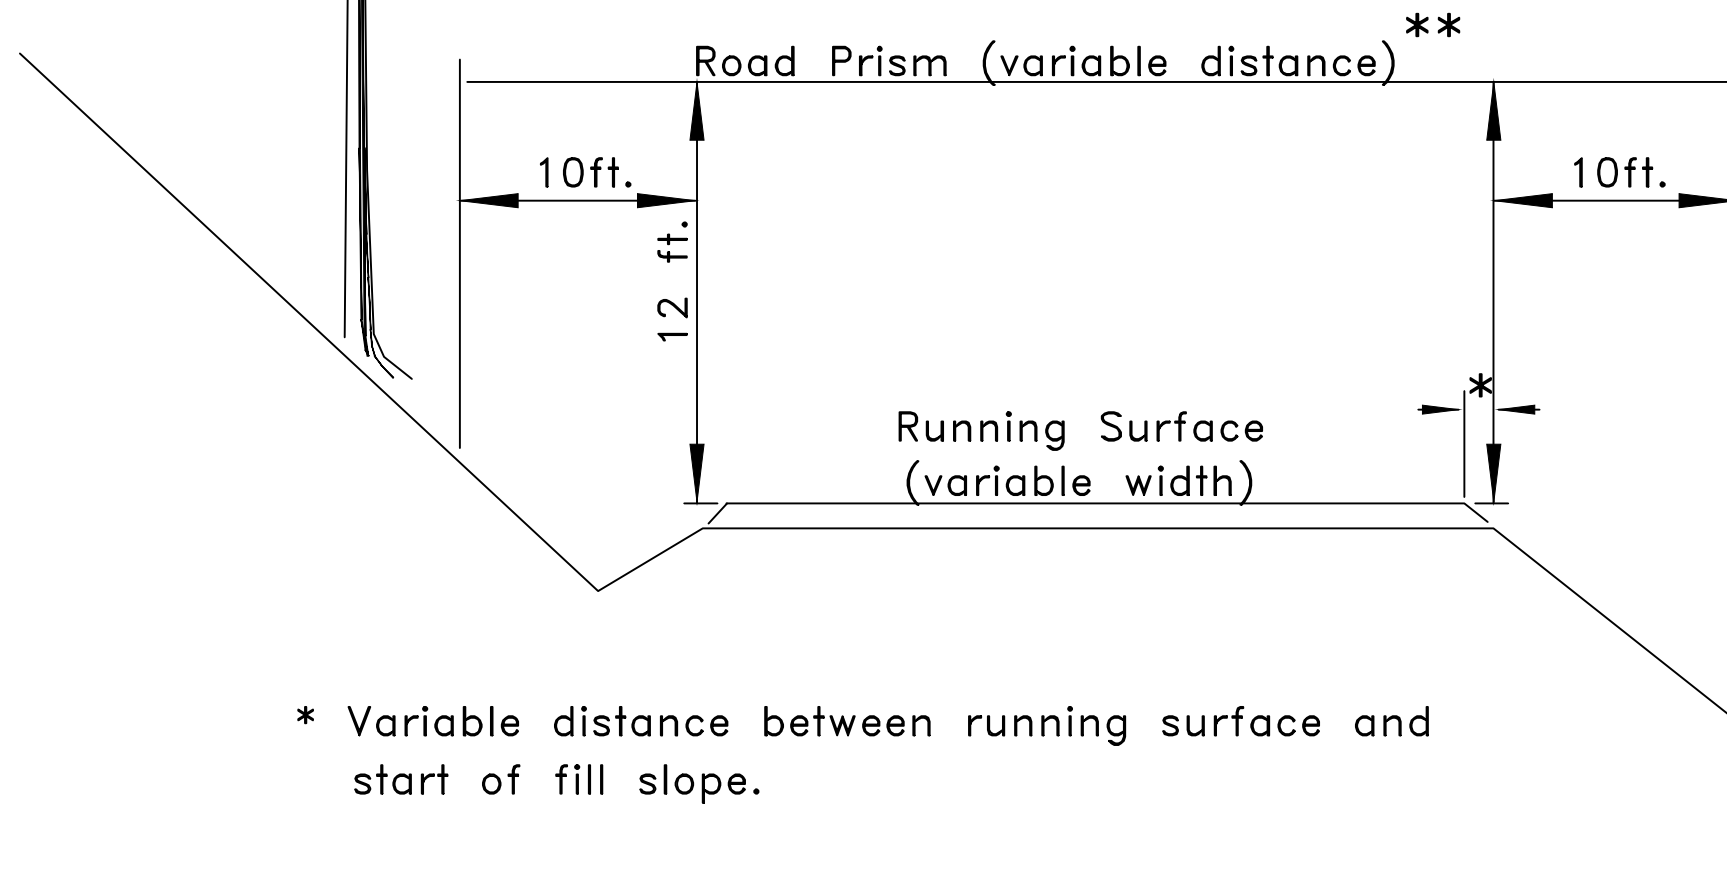 Road Prism (variable distance)**
10ft.
10ft.
12 ft.
*
Running Surface
(variable width)
* Variable distance between running surface and
start of fill slope.